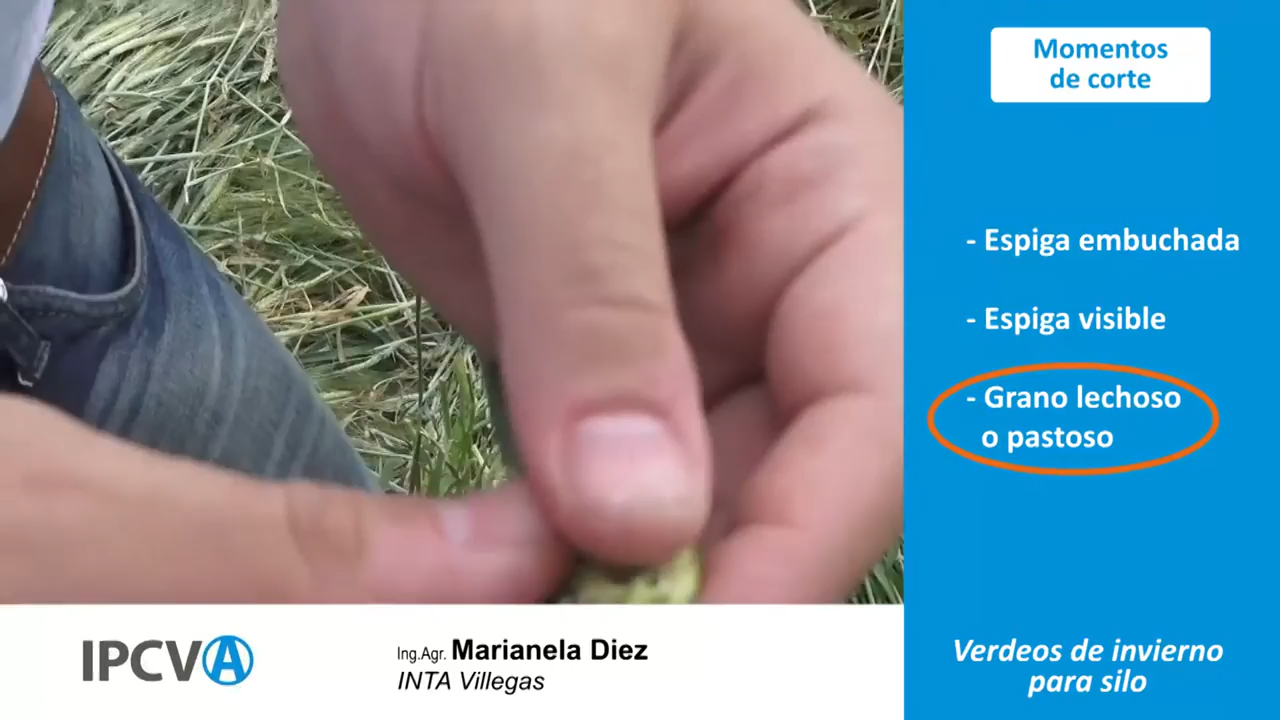 Momentos
de corte
- Espiga embuchada
- Espiga visible
- Grano lechoso
o pastoso
IPCVA
Ing.Agr. Marianela Diez
INTA Villegas
Verdeos de invierno
para silo